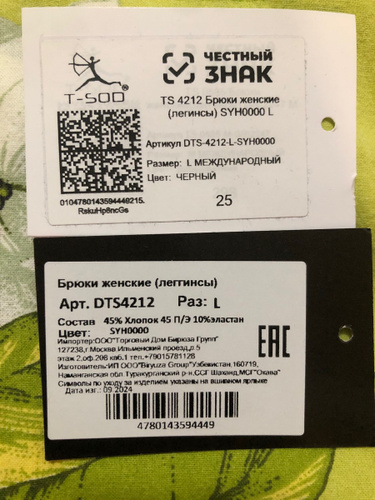 T-SOD®
ЧЕСТНЫЙ
ЗНАК
TS 4212 Брюки женские
(легинсы) SYH0000 L
Артикул DTS-4212-L-SYH0000
Размер: L МЕЖДУНАРОДНЫЙ
Цвет: ЧЕРНЫЙ
0104780143594449215.
RskuHp8ncGs
25
Брюки женские (леггинсы)
Арт. DTS4212 Раз: L
Состав 45% Хлопок 45 П/Э 10%эластан
Цвет: SYH0000
Импортер:ООО"Торговый Дом Бирюза Групп"
127238,г.Москва Ильменский проезд,д 5
этаж 2,оф.208 каб.1 тел.+79015781128
Изготовитель:ИП ООО"Biryuza Group"Узбекистан,160719,
Наманганская обл.Туракурганский р-н,ССГ Шаханд,МСГ"Охава"
Символы по уходу за изделием указаны на вшивном ярлыке
Дата изг.: 09.2024
EAC
4780143594449